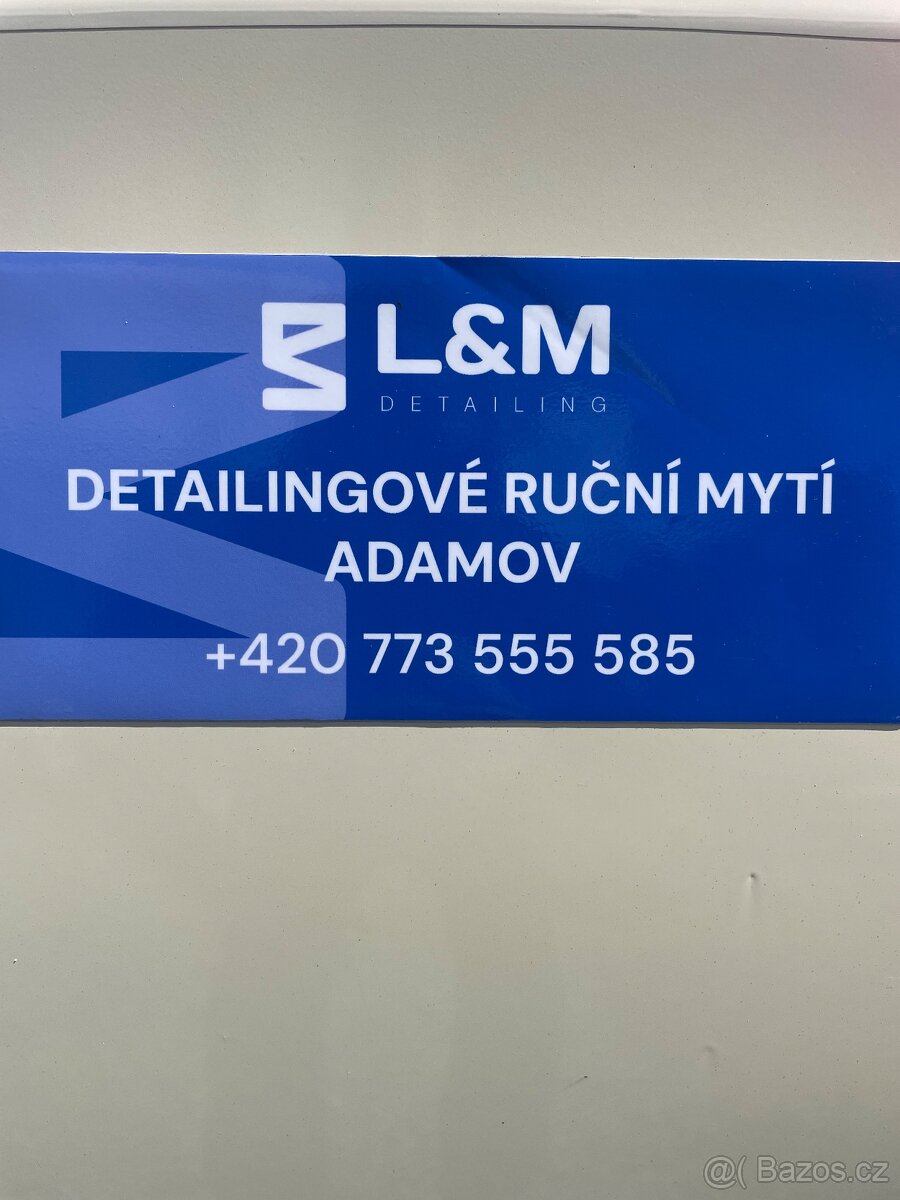 L&M
DETAILING
DETAILINGOVÉ RUČNÍ MYTÍ
ADAMOV
+420 773 555 585
@( Bazos.cz